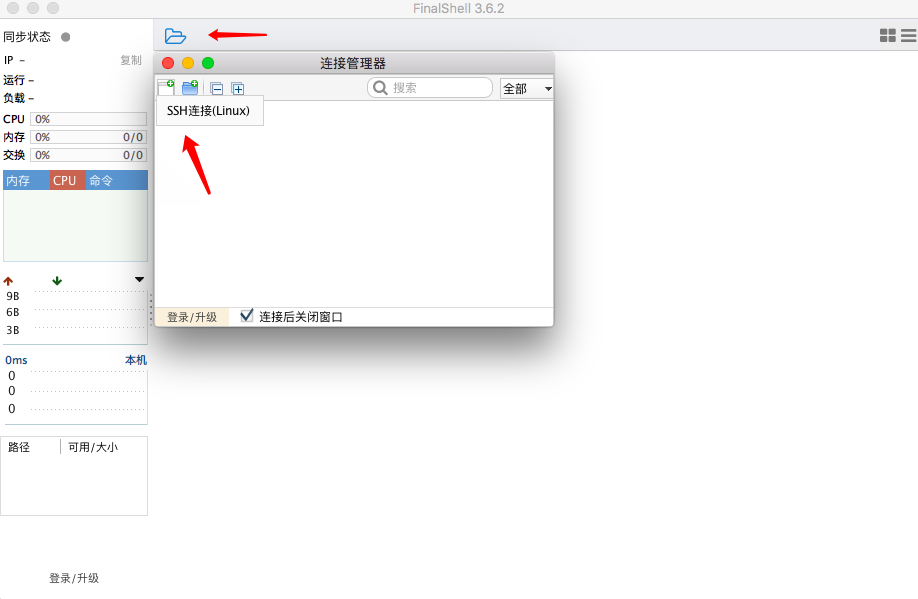 FinalShell 3.6.2
同步状态
IP –
复制
运行 –
负载 –
CPU 0%
内存 0% 0/0
交换 0% 0/0
内存 CPU 命令
9B
6B
3B
0ms 本机
0
0
0
路径 可用/大小
登录/升级
连接管理器
搜索
全部
SSH连接(Linux)
登录/升级
连接后关闭窗口